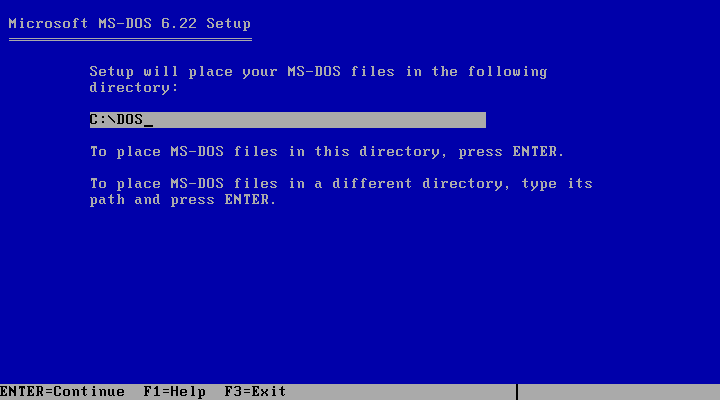 Microsoft MS-DOS 6.22 Setup
Setup will place your MS-DOS files in the following
directory:
C:\DOS_
To place MS-DOS files in this directory, press ENTER.
To place MS-DOS files in a different directory, type its
path and press ENTER.
ENTER=Continue  F1=Help  F3=Exit